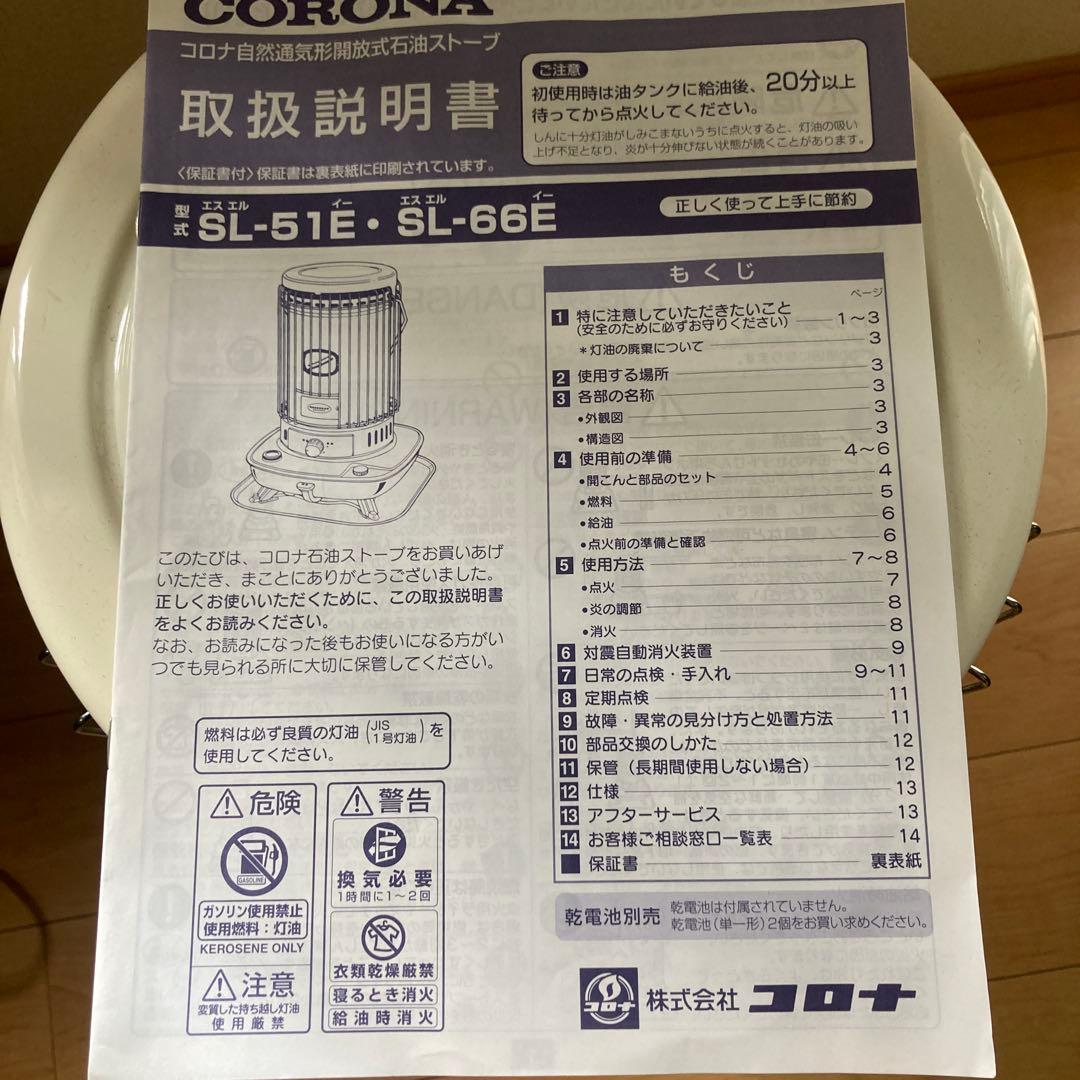 CORONA
コロナ自然通気形開放式石油ストーブ
取扱説明書
〈保証書付〉保証書は裏表紙に印刷されています。
ご注意
初使用時は油タンクに給油後、20分以上
待ってから点火してください。
しんに十分灯油がしみこまないうちに点火すると、灯油の吸い
上げ不足となり、炎が十分伸びない状態が続くことがあります。
型式 エス エル イー エス エル イー
SL-51E・SL-66E
正しく使って上手に節約
もくじ
ページ
1 特に注意していただきたいこと
(安全のために必ずお守りください) 1〜3
＊灯油の廃棄について 3
2 使用する場所 3
3 各部の名称 3
•外観図 3
•構造図 3
4 使用前の準備 4〜6
•開こんと部品のセット 4
•燃料 5
•給油 6
•点火前の準備と確認 6
5 使用方法 7〜8
•点火 7
•炎の調節 8
•消火 8
6 対震自動消火装置 9
7 日常の点検・手入れ 9〜11
8 定期点検 11
9 故障・異常の見分け方と処置方法 11
10 部品交換のしかた 12
11 保管（長期間使用しない場合） 12
12 仕様 13
13 アフターサービス 13
14 お客様ご相談窓口一覧表 14
■ 保証書 裏表紙
このたびは、コロナ石油ストーブをお買いあげ
いただき、まことにありがとうございました。
正しくお使いいただくために、この取扱説明書
をよくお読みください。
なお、お読みになった後もお使いになる方がい
つでも見られる所に大切に保管してください。
燃料は必ず良質の灯油(JIS 1号灯油)を
使用してください。
危険
GASOLINE
ガソリン使用禁止
使用燃料：灯油
KEROSENE ONLY
注意
変質した持ち越し灯油
使用厳禁
警告
換気必要
1時間に1〜2回
衣類乾燥厳禁
寝るとき消火
給油時消火
乾電池別売
乾電池は付属されていません。
乾電池（単一形）2個をお買い求めください。
コロナ
株式会社 コロナ